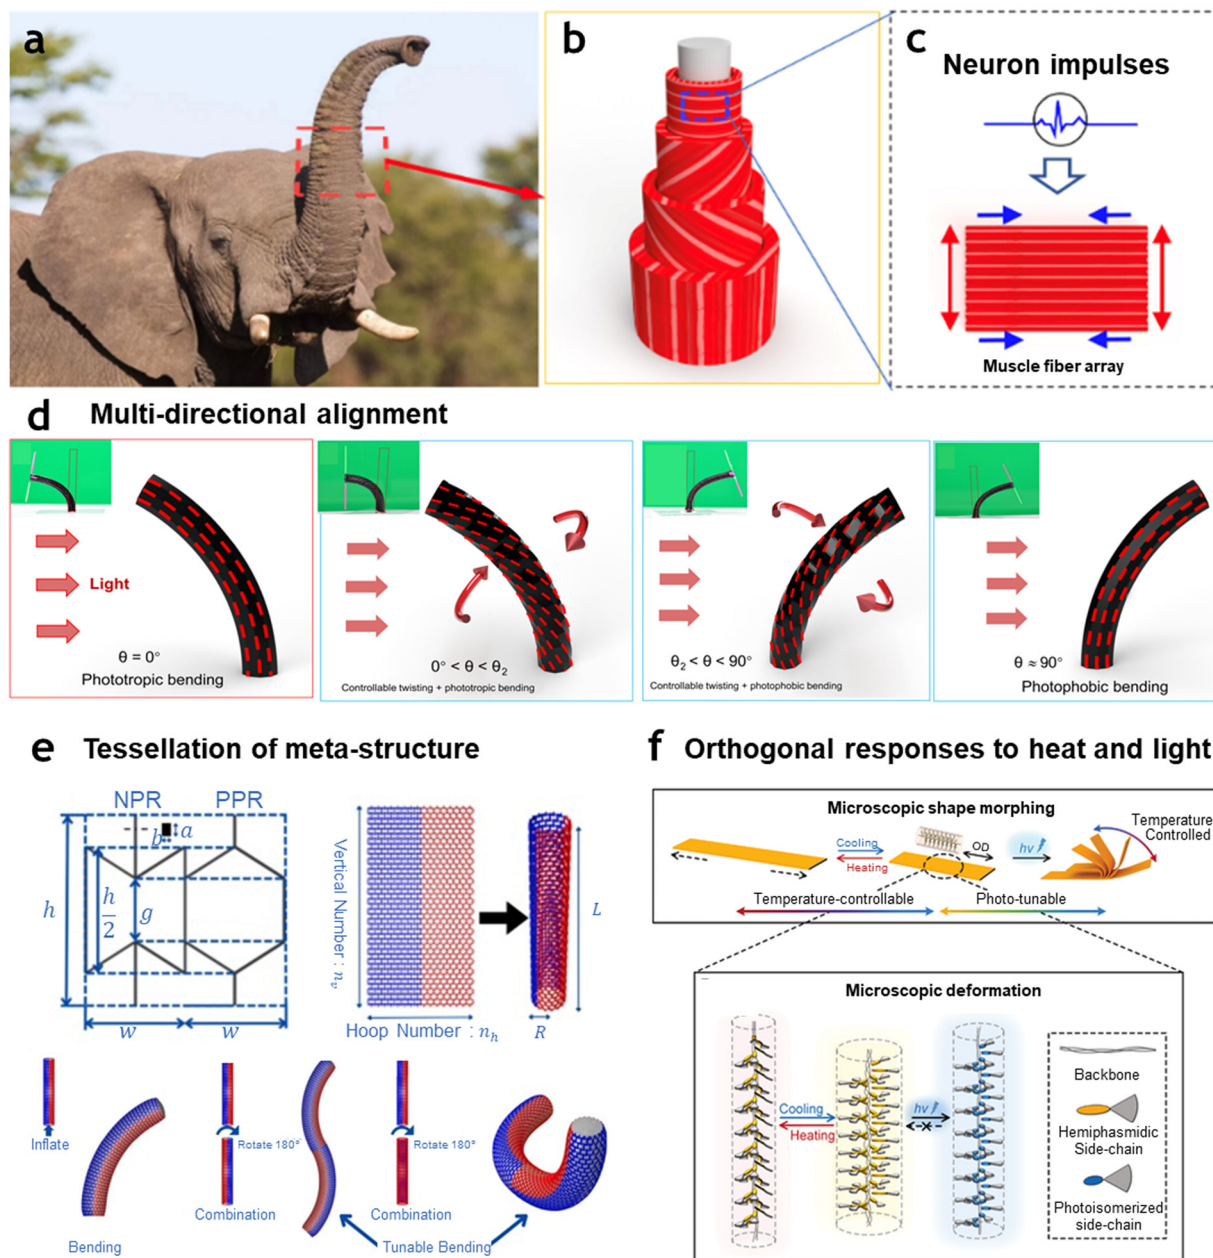 a
b
c
Neuron impulses
Muscle fiber array
d Multi-directional alignment
Light
θ = 0°
Phototropic bending
0° < θ < θ₂
Controllable twisting + phototropic bending
θ₂ < θ < 90°
Controllable twisting + photophobic bending
θ ≈ 90°
Photophobic bending
e Tessellation of meta-structure
NPR PPR
b a
h
h/2
g
w w
Vertical Number : nᵥ
Hoop Number : nₕ
L
R
Inflate
Bending
Rotate 180°
Combination
Rotate 180°
Combination
Tunable Bending
f Orthogonal responses to heat and light
Microscopic shape morphing
Cooling
Heating
OD
hv
Temperature
Controlled
Temperature-controllable
Photo-tunable
Microscopic deformation
Cooling
Heating
hv
Backbone
Hemiphasmidic
Side-chain
Photoisomerized
side-chain